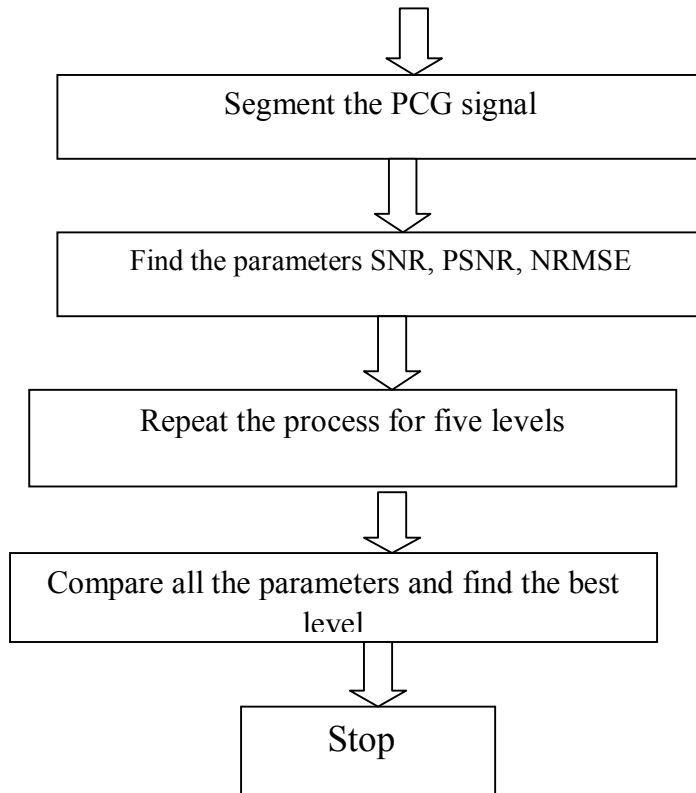 Segment the PCG signal
Find the parameters SNR, PSNR, NRMSE
Repeat the process for five levels
Compare all the parameters and find the best
level
Stop